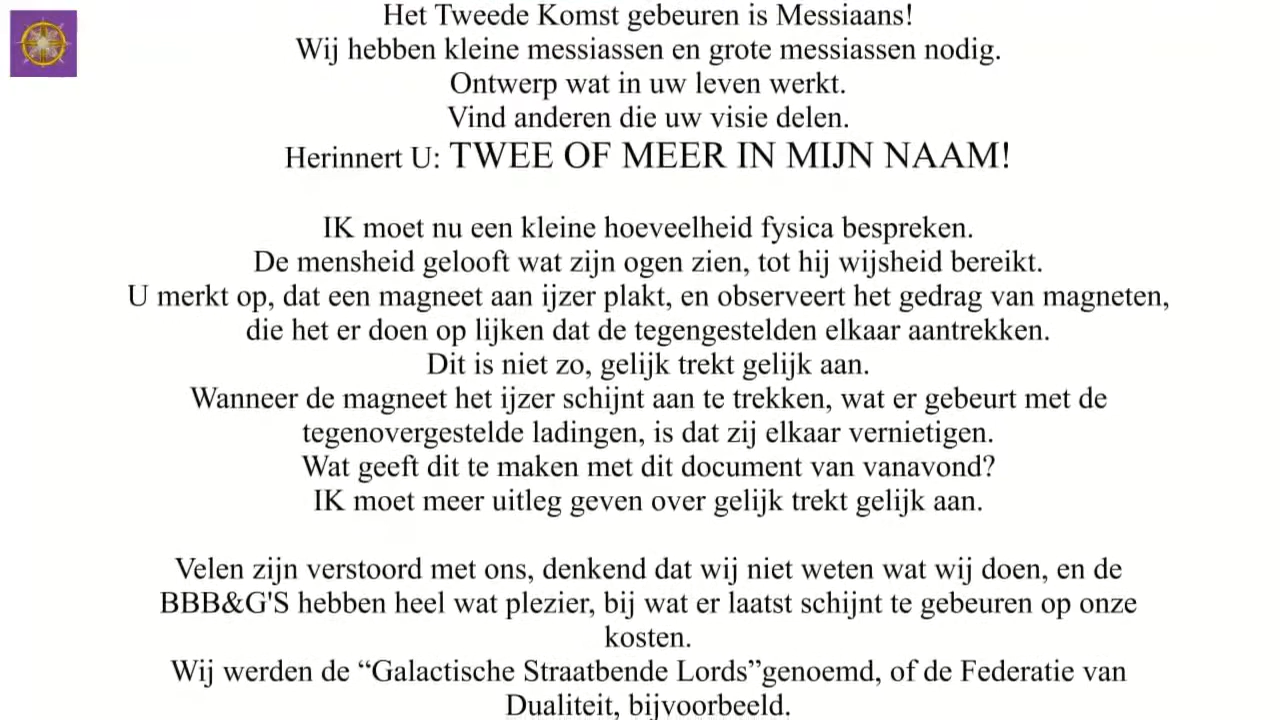 Het Tweede Komst gebeuren is Messiaans!
Wij hebben kleine messiassen en grote messiassen nodig.
Ontwerp wat in uw leven werkt.
Vind anderen die uw visie delen.
Herinnert U: TWEE OF MEER IN MIJN NAAM!
IK moet nu een kleine hoeveelheid fysica bespreken.
De mensheid gelooft wat zijn ogen zien, tot hij wijsheid bereikt.
U merkt op, dat een magneet aan ijzer plakt, en observeert het gedrag van magneten,
die het er doen op lijken dat de tegengestelden elkaar aantrekken.
Dit is niet zo, gelijk trekt gelijk aan.
Wanneer de magneet het ijzer schijnt aan te trekken, wat er gebeurt met de
tegenovergestelde ladingen, is dat zij elkaar vernietigen.
Wat geeft dit te maken met dit document van vanavond?
IK moet meer uitleg geven over gelijk trekt gelijk aan.
Velen zijn verstoord met ons, denkend dat wij niet weten wat wij doen, en de
BBB&G'S hebben heel wat plezier, bij wat er laatst schijnt te gebeuren op onze
kosten.
Wij werden de “Galactische Straatbende Lords”genoemd, of de Federatie van
Dualiteit, bijvoorbeeld.